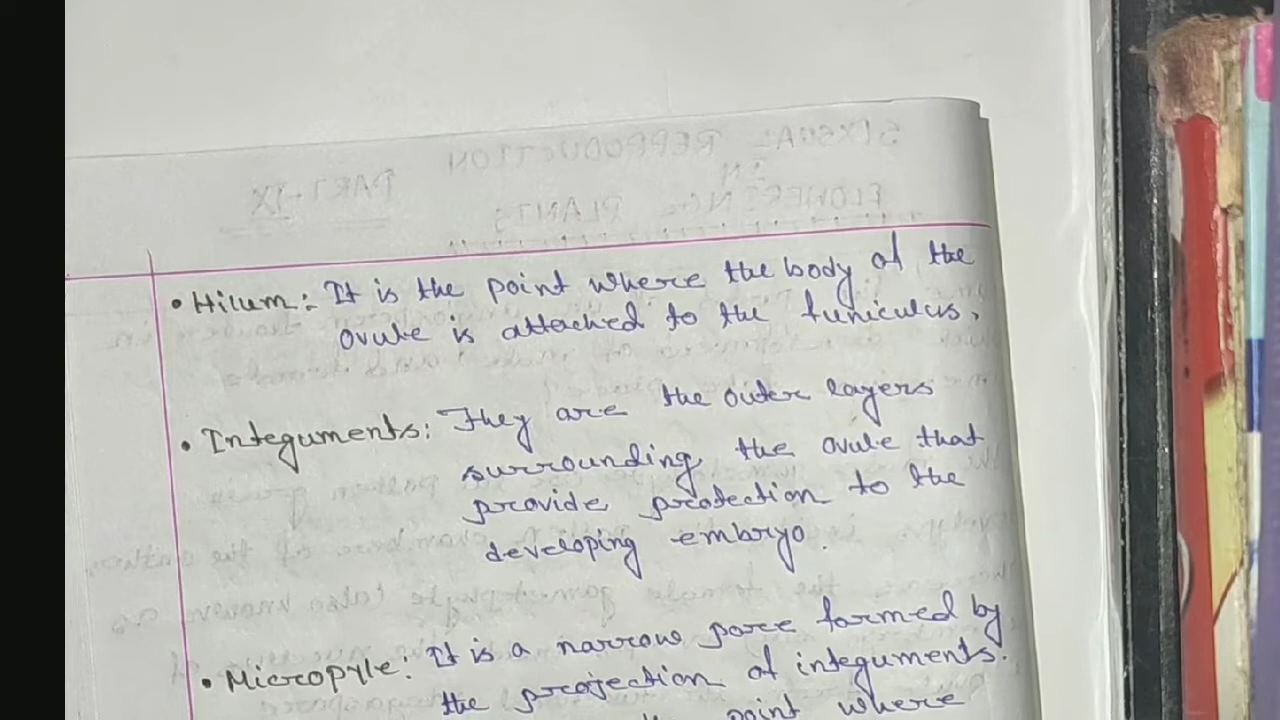 • Hilum:- It is the point where the body of the
ovule is attached to the funiculus.
• Integuments: They are the outer layers
surrounding the ovule that
provide protection to the
developing embryo.
• Micropyle: It is a narrow pore formed by
the projection of integuments.
point where